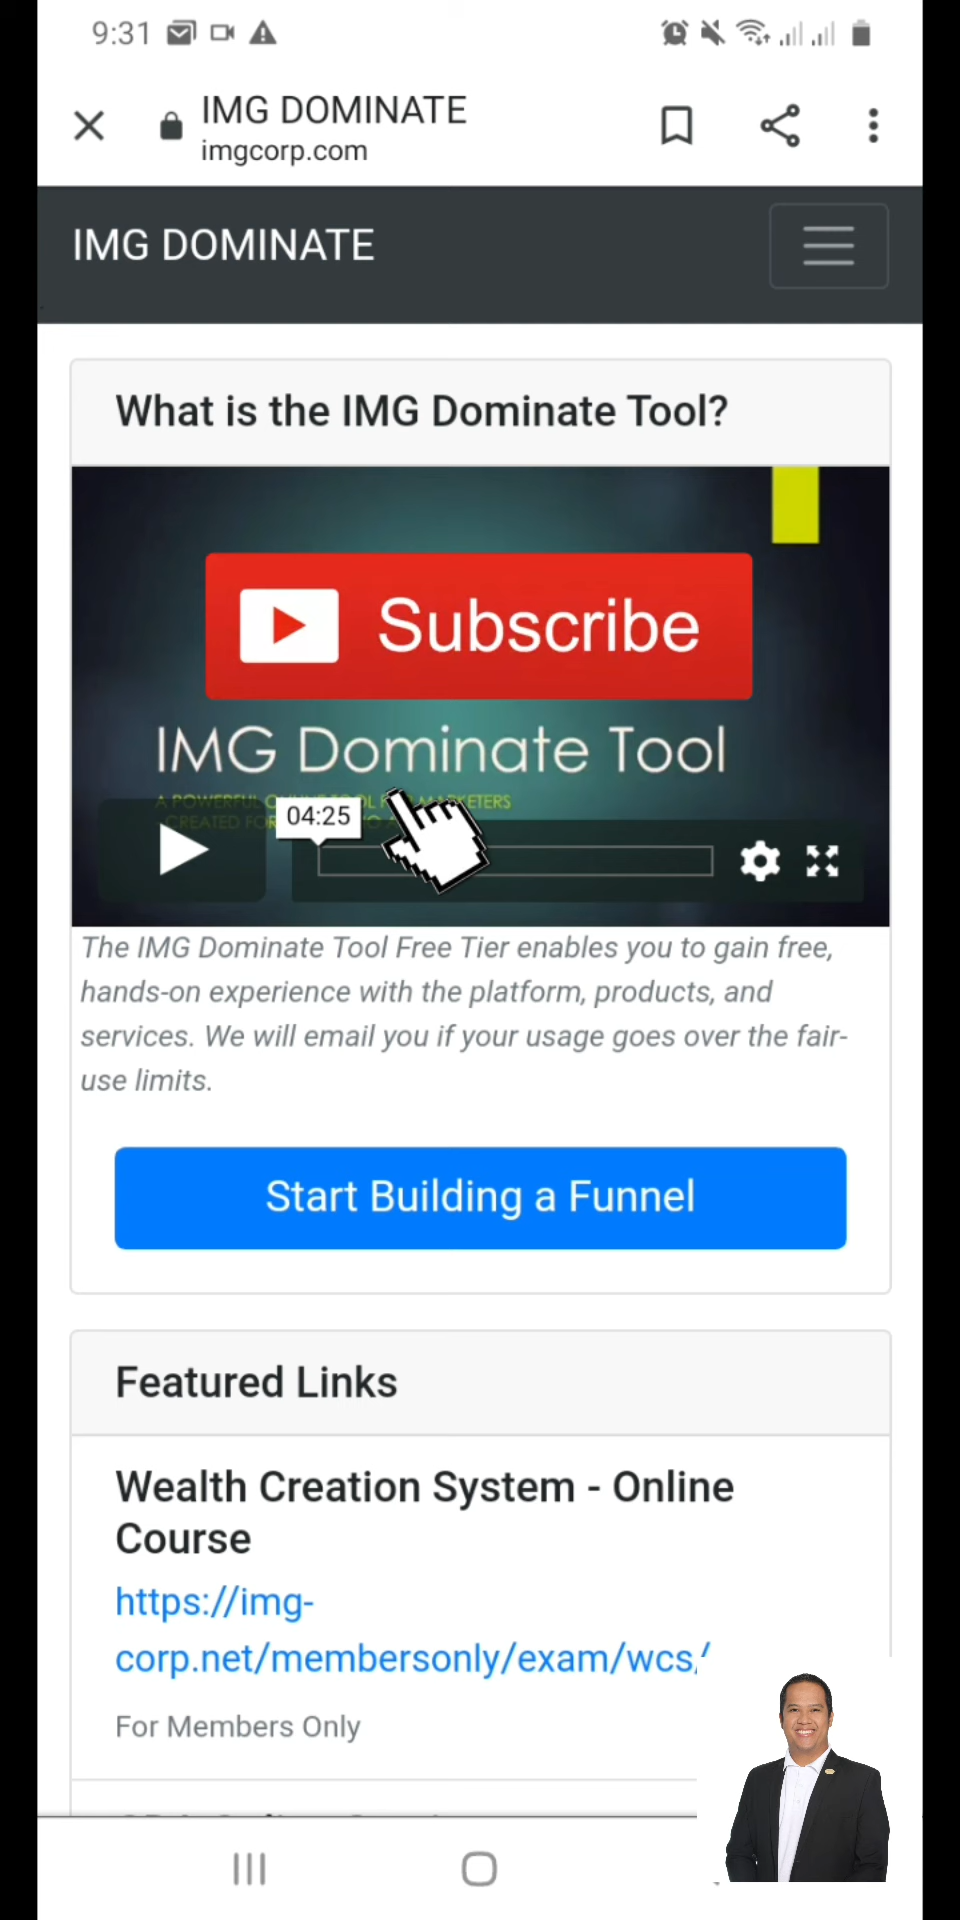 9:31
IMG DOMINATE
imgcorp.com
IMG DOMINATE
What is the IMG Dominate Tool?
Subscribe
IMG Dominate Tool
A POWERFUL
04:25
The IMG Dominate Tool Free Tier enables you to gain free,
hands-on experience with the platform, products, and
services. We will email you if your usage goes over the fair-
use limits.
Start Building a Funnel
Featured Links
Wealth Creation System - Online
Course
https://img-
corp.net/membersonly/exam/wcs/
For Members Only